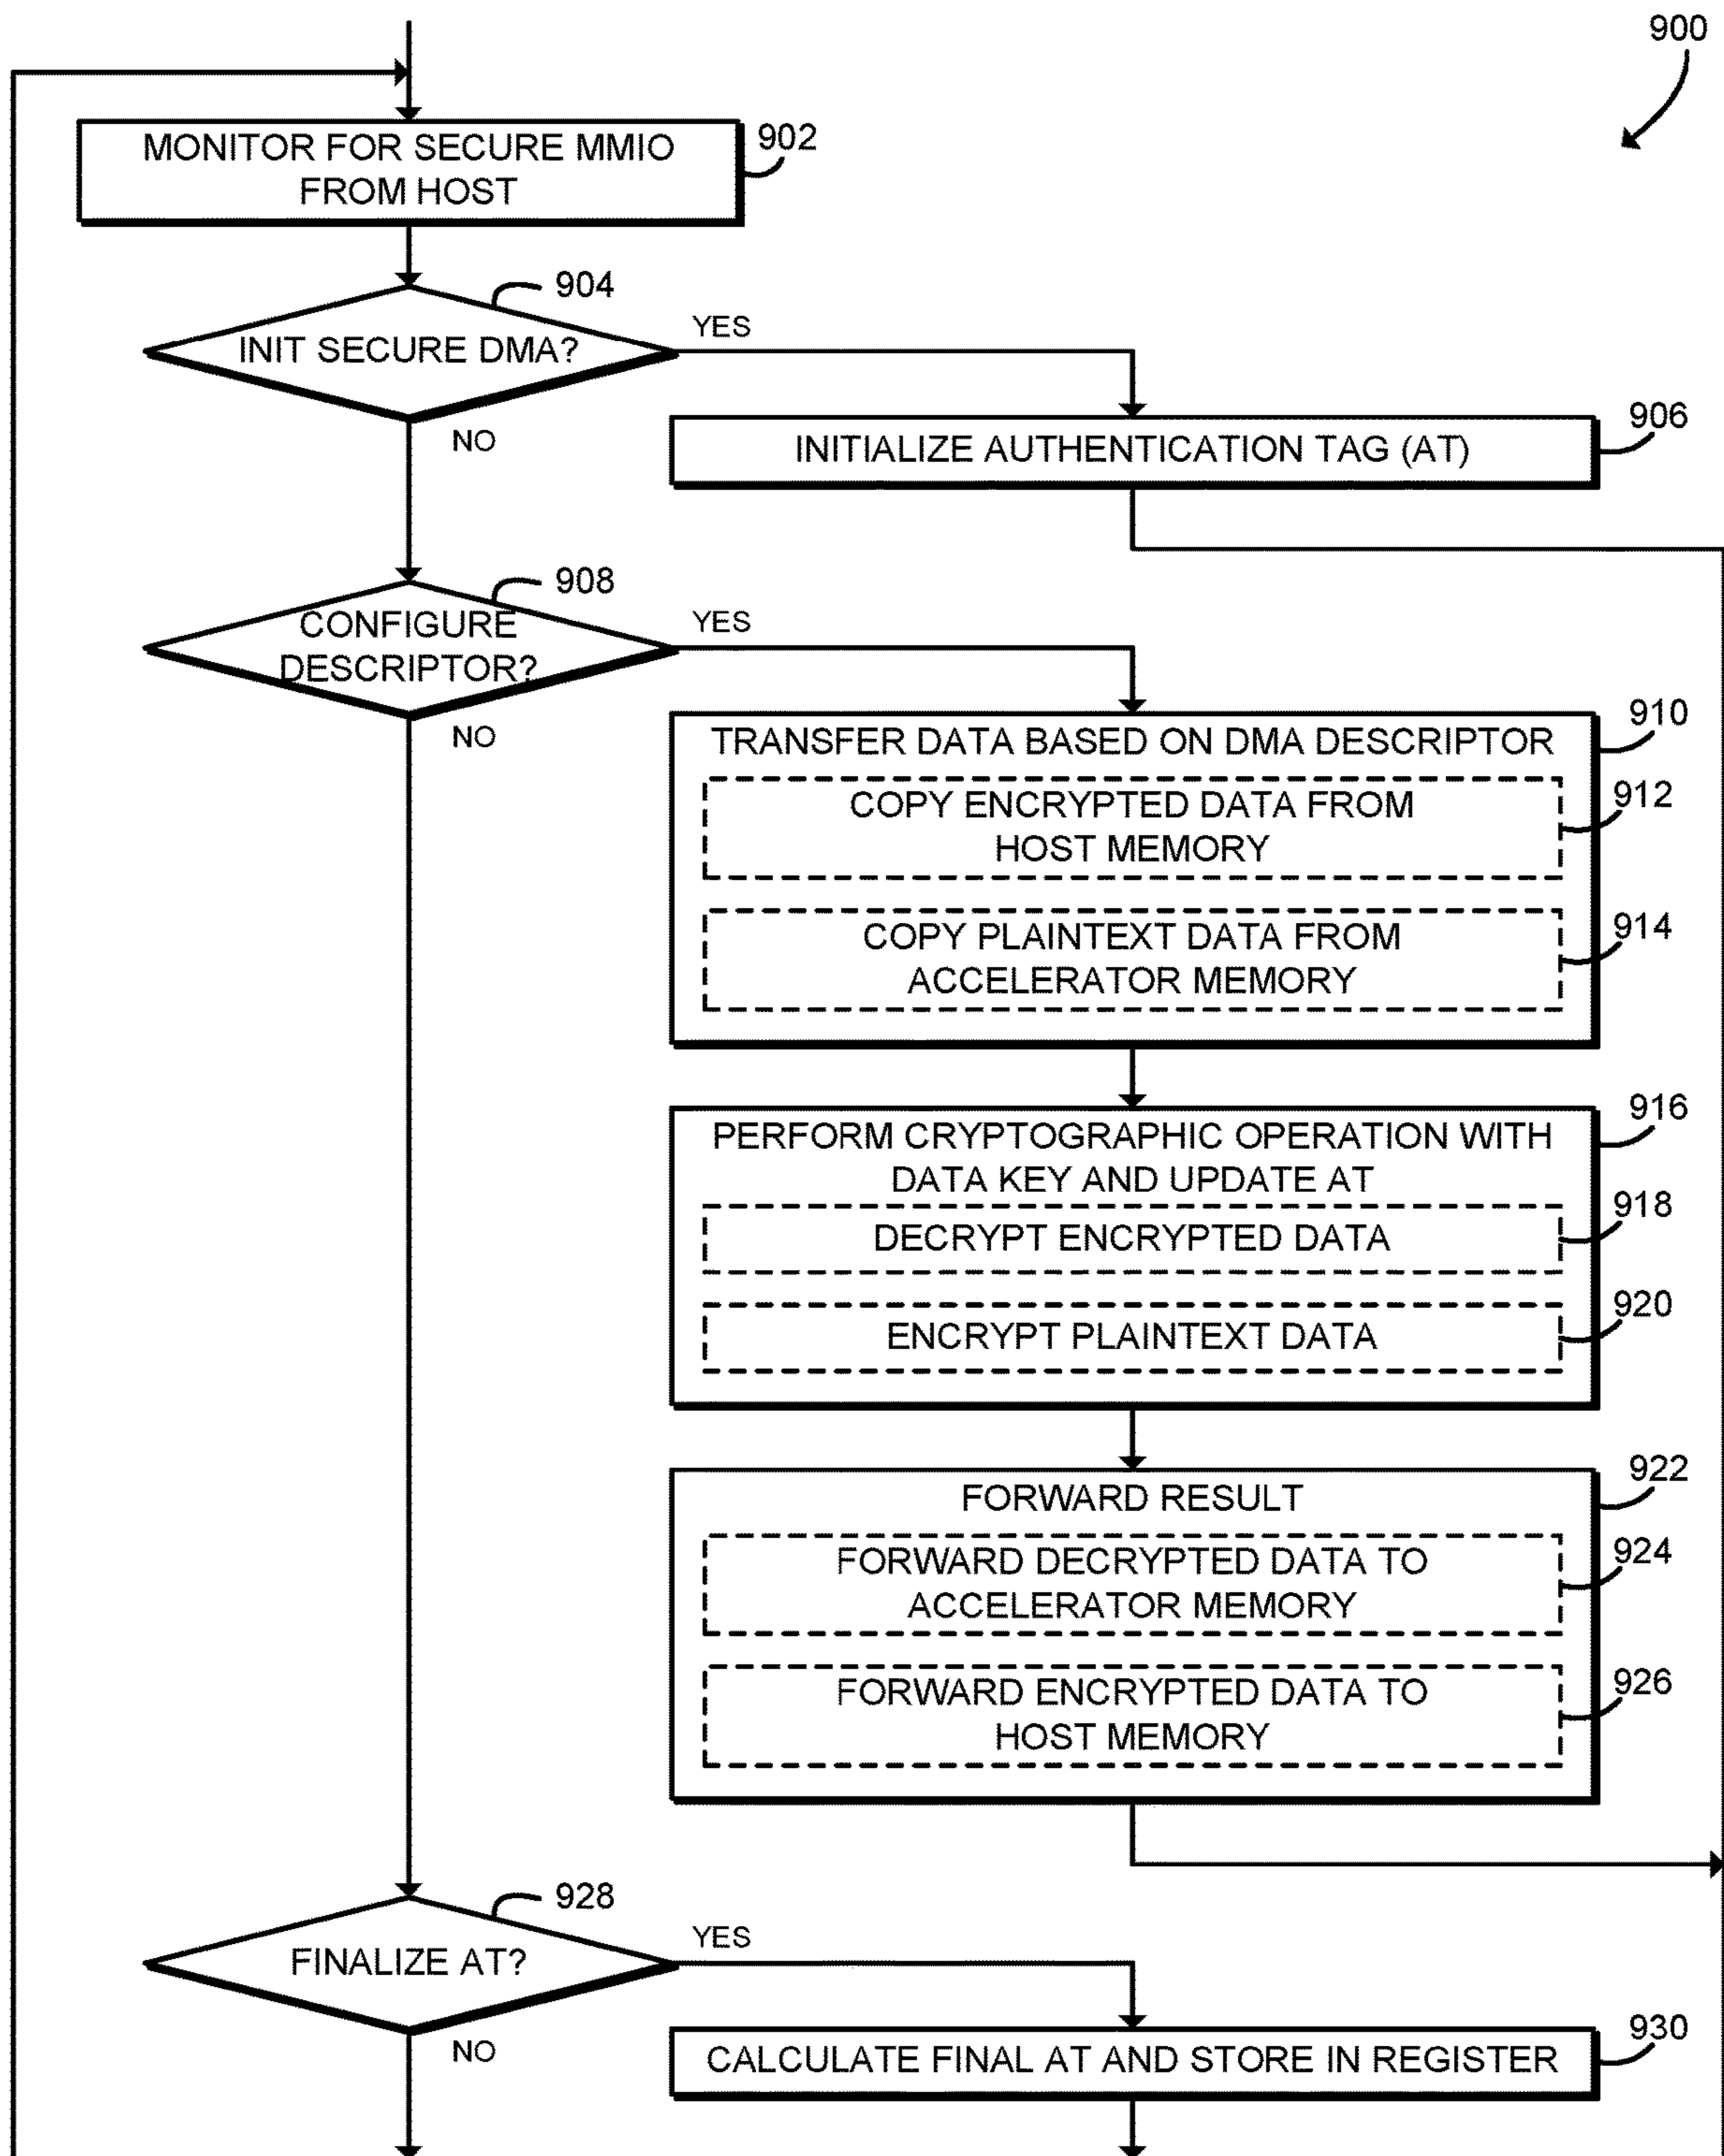 900
MONITOR FOR SECURE MMIO
FROM HOST
902
904
INIT SECURE DMA?
YES
NO
906
INITIALIZE AUTHENTICATION TAG (AT)
908
CONFIGURE
DESCRIPTOR?
YES
NO
910
TRANSFER DATA BASED ON DMA DESCRIPTOR
912
COPY ENCRYPTED DATA FROM
HOST MEMORY
914
COPY PLAINTEXT DATA FROM
ACCELERATOR MEMORY
916
PERFORM CRYPTOGRAPHIC OPERATION WITH
DATA KEY AND UPDATE AT
918
DECRYPT ENCRYPTED DATA
920
ENCRYPT PLAINTEXT DATA
922
FORWARD RESULT
924
FORWARD DECRYPTED DATA TO
ACCELERATOR MEMORY
926
FORWARD ENCRYPTED DATA TO
HOST MEMORY
928
FINALIZE AT?
YES
NO
930
CALCULATE FINAL AT AND STORE IN REGISTER